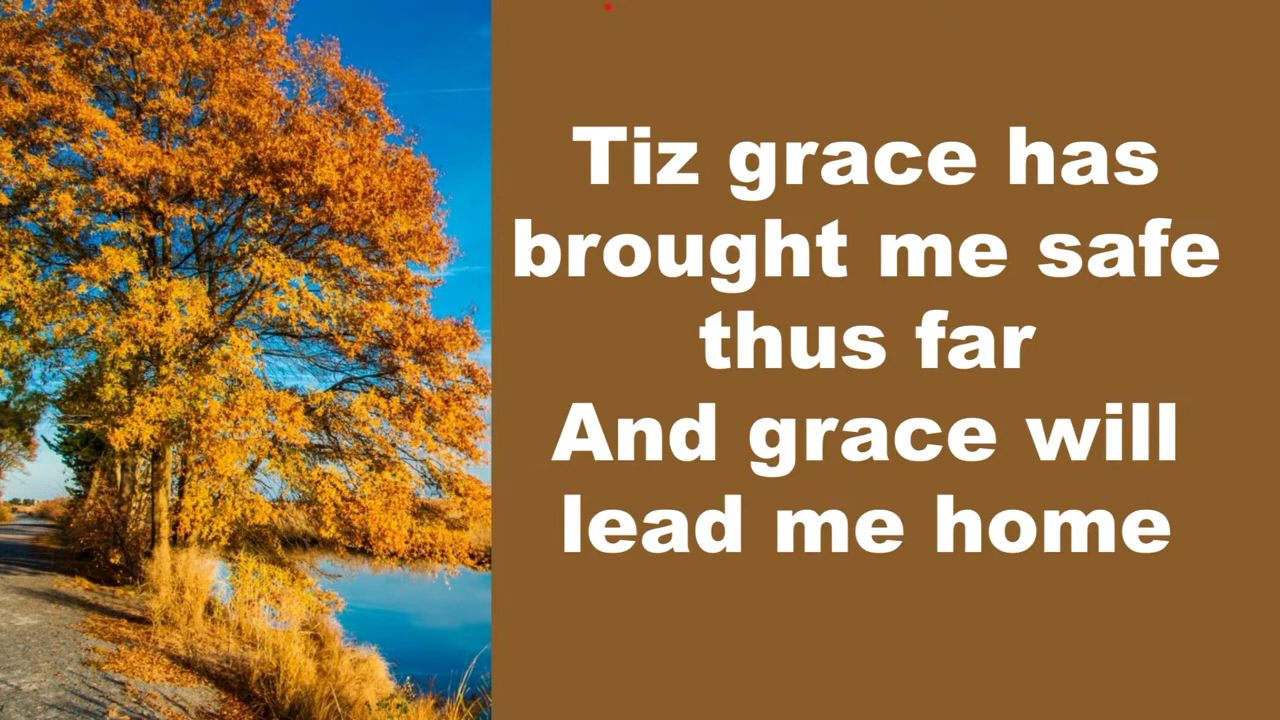 Tiz grace has
brought me safe
thus far
And grace will
lead me home